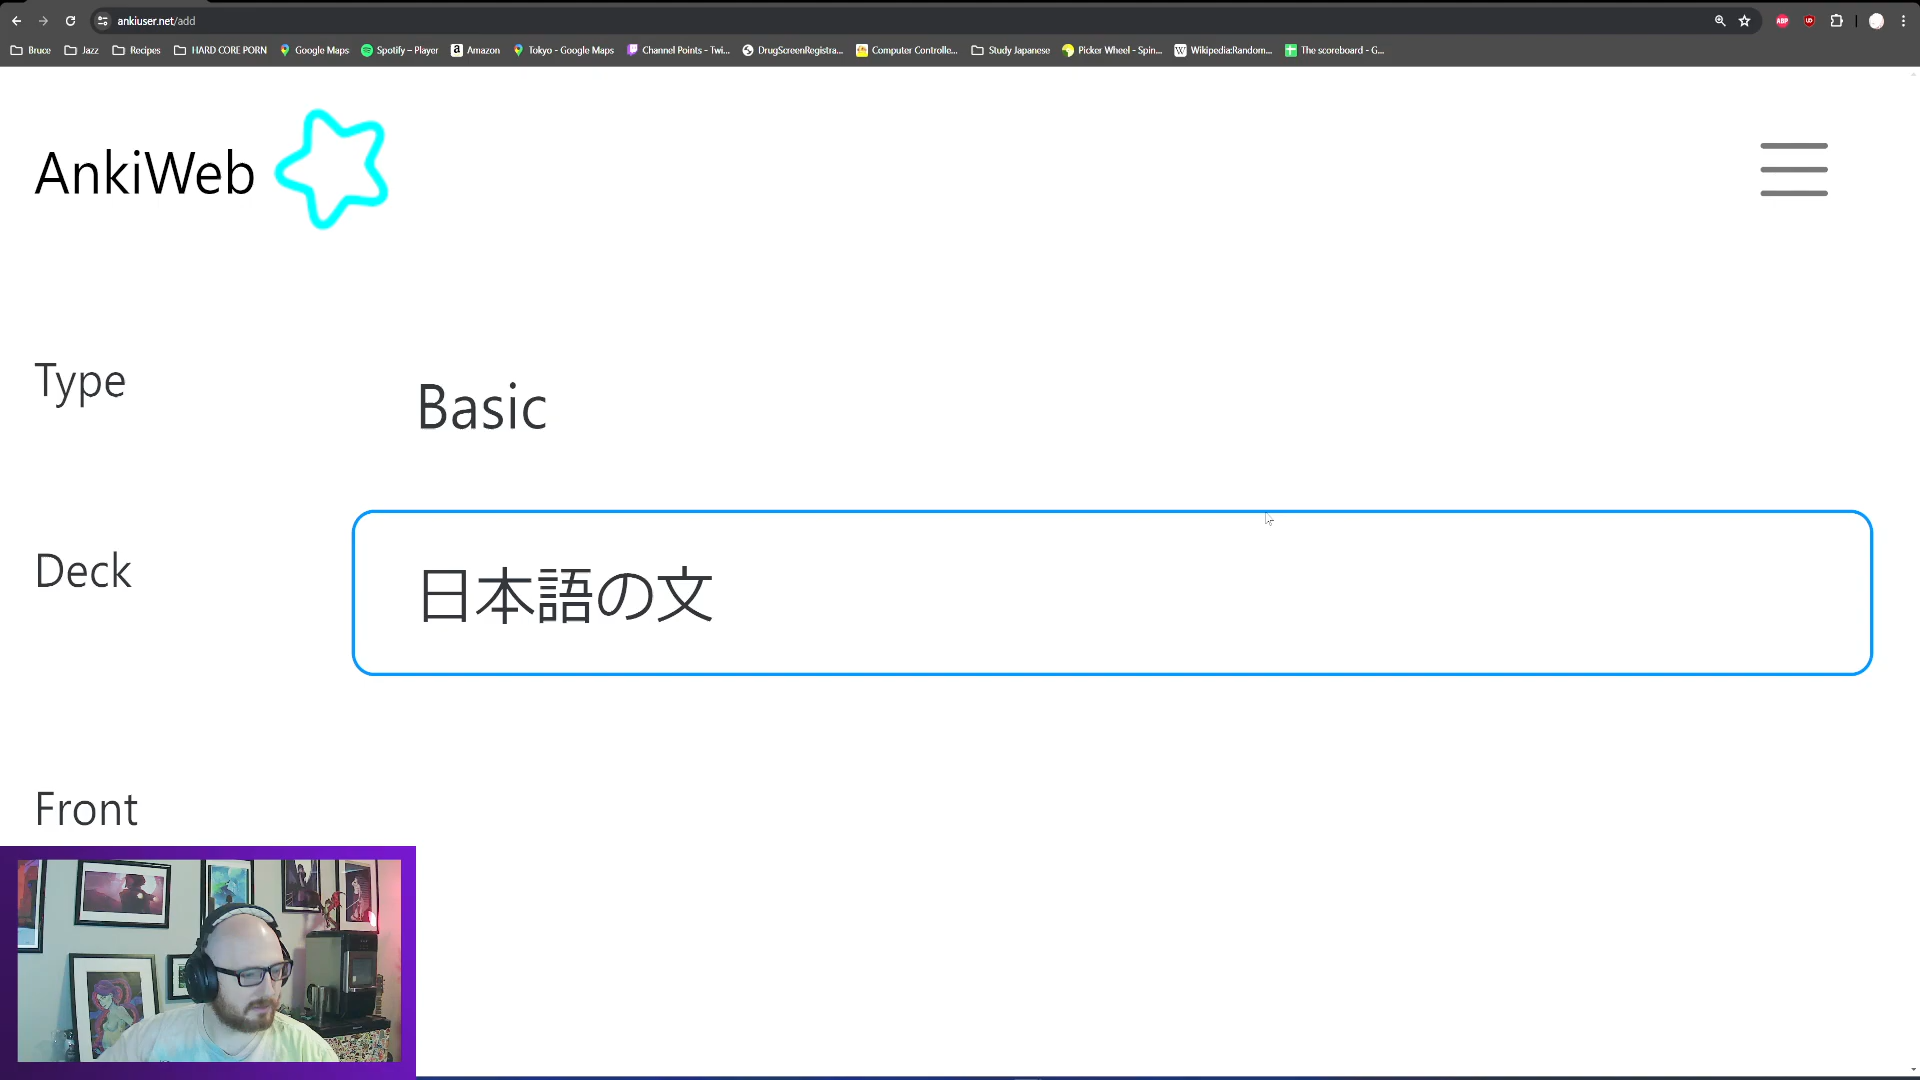 ankiuser.net/add
Bruce Jazz Recipes HARD CORE PORN Google Maps Spotify – Player Amazon Tokyo - Google Maps Channel Points - Twi... DrugScreenRegistra... Computer Controlle... Study Japanese Picker Wheel - Spin... Wikipedia:Random... The scoreboard - G...
AnkiWeb
Type
Basic
Deck
日本語の文
Front